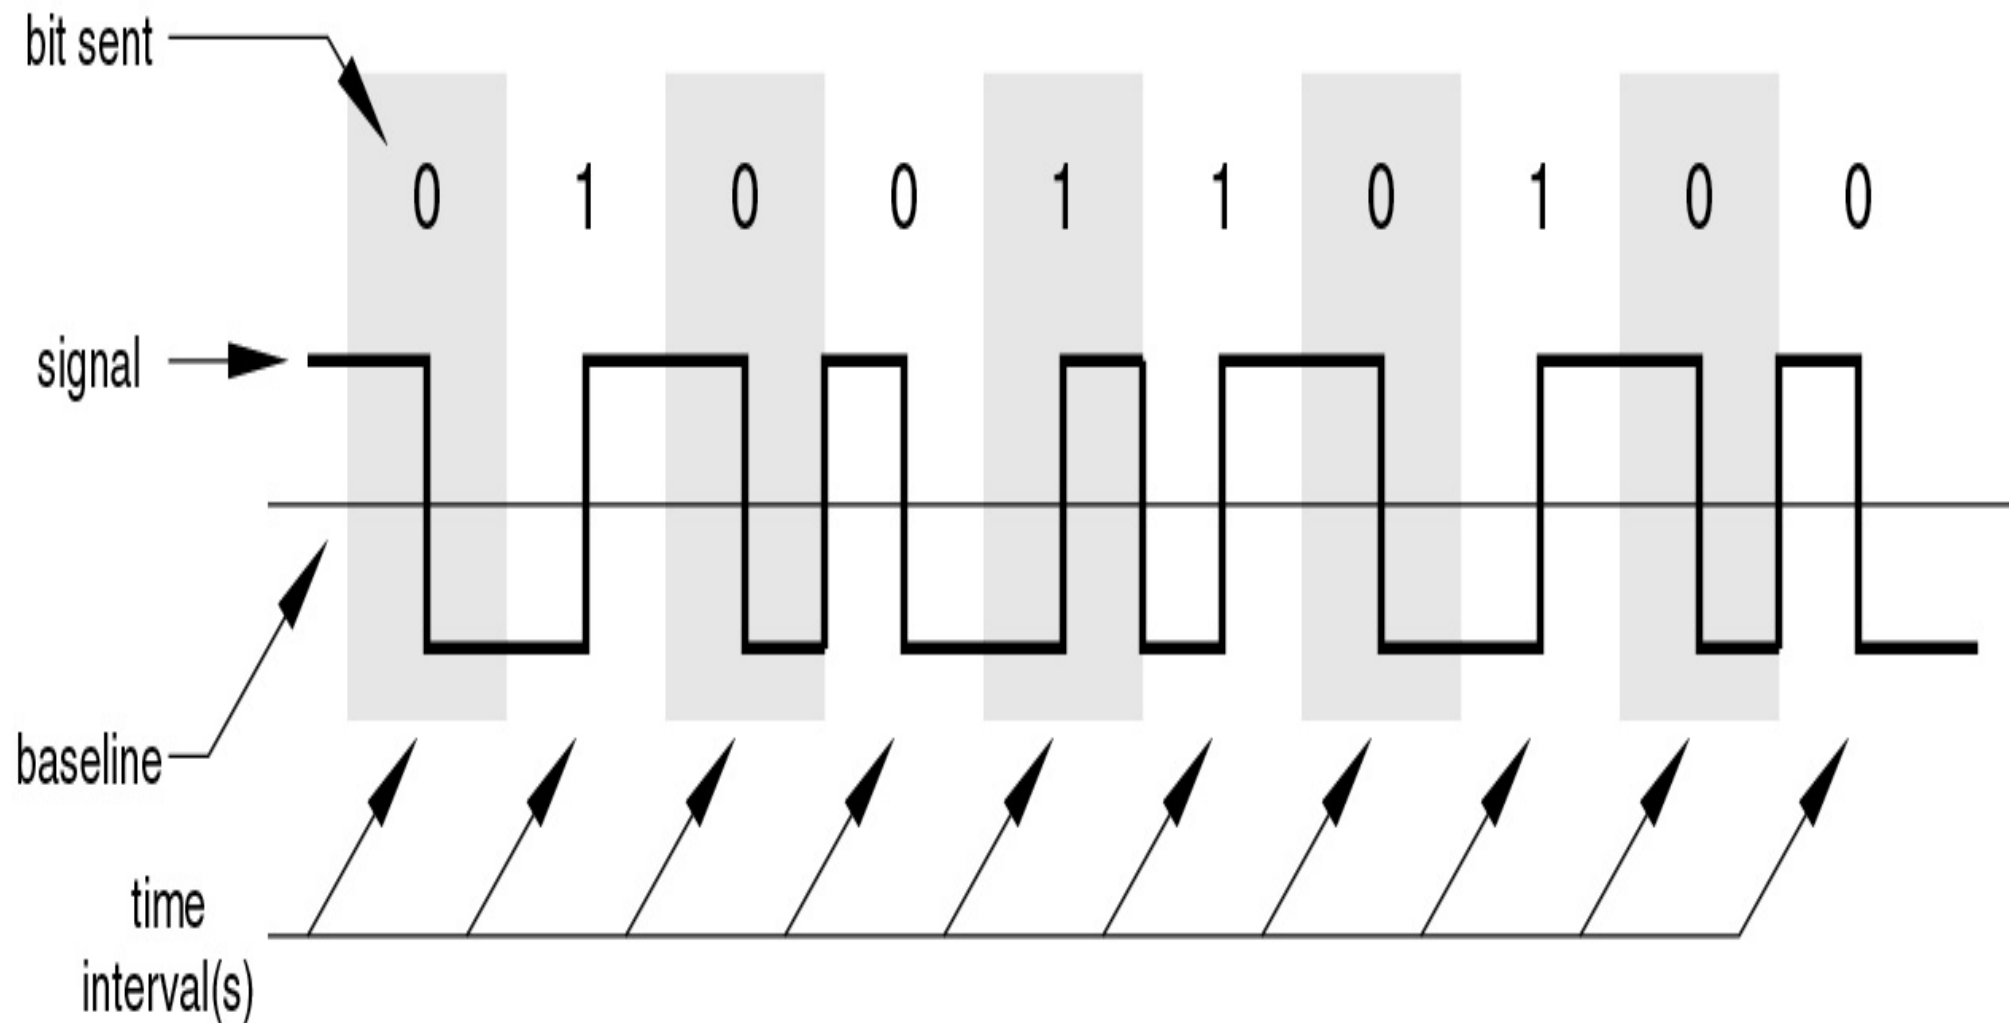 bit sent
0 1 0 0 1 1 0 1 0 0
signal
baseline
time
interval(s)